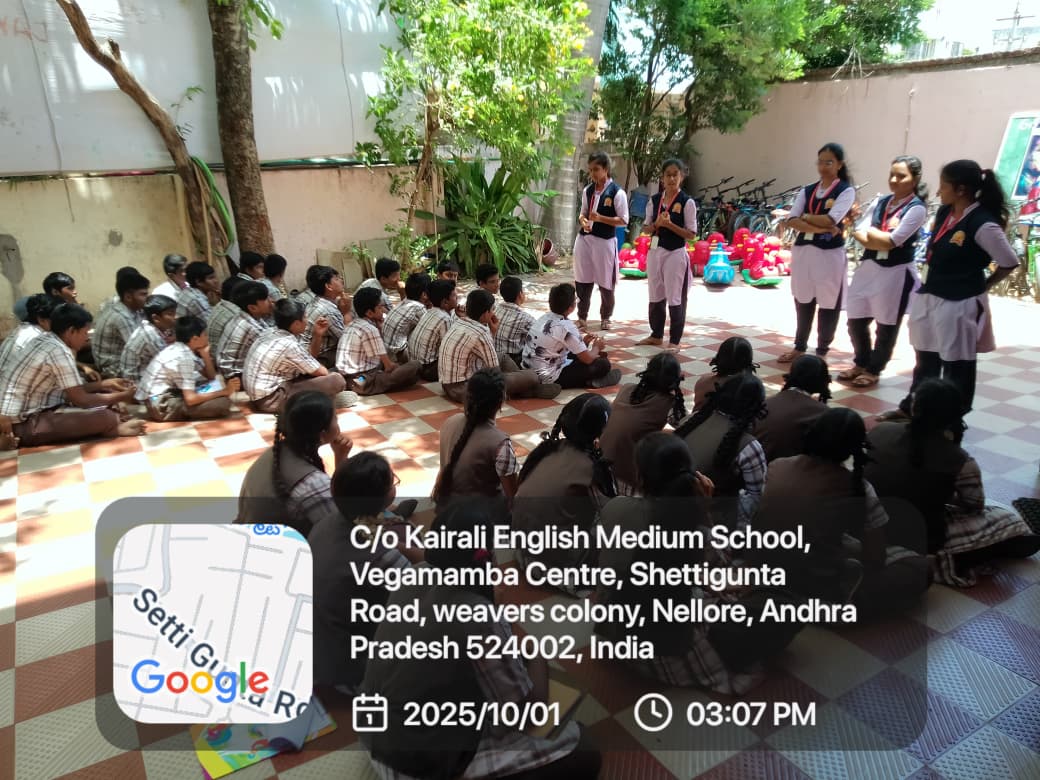 C/o Kairali English Medium School,
Vegamamba Centre, Shettigunta
Road, weavers colony, Nellore, Andhra
Pradesh 524002, India
Setti Gu
Google
a Ro
1
2025/10/01
03:07 PM